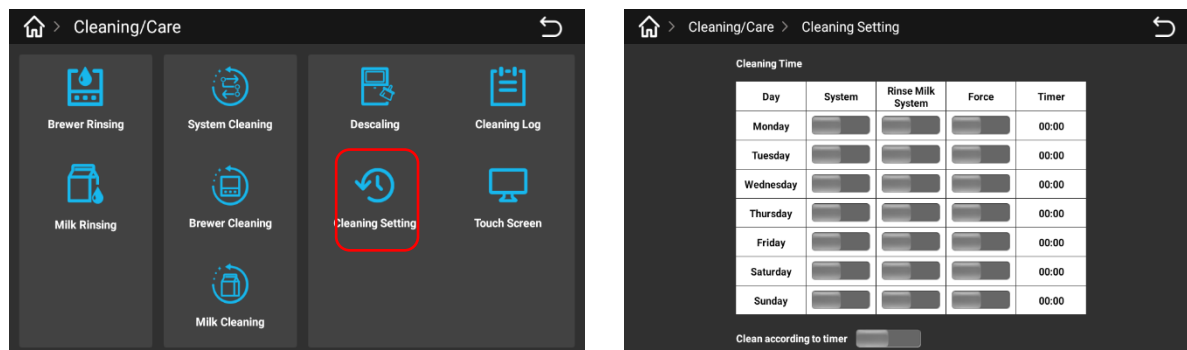 > Cleaning/Care
Brewer Rinsing
System Cleaning
Descaling
Cleaning Log
Milk Rinsing
Brewer Cleaning
Cleaning Setting
Touch Screen
Milk Cleaning
> Cleaning/Care > Cleaning Setting
Cleaning Time
Day System Rinse Milk System Force Timer
Monday 00:00
Tuesday 00:00
Wednesday 00:00
Thursday 00:00
Friday 00:00
Saturday 00:00
Sunday 00:00
Clean according to timer